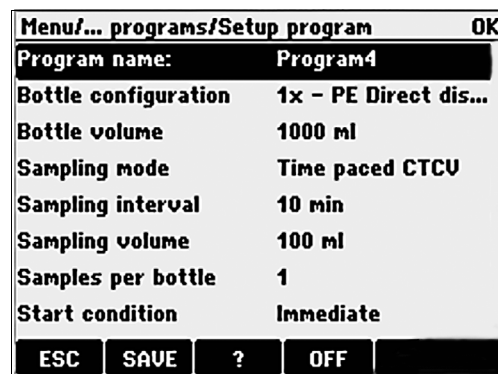 Menu/... programs/Setup program OK
Program name: Program4
Bottle configuration 1x - PE Direct dis...
Bottle volume 1000 ml
Sampling mode Time paced CTCV
Sampling interval 10 min
Sampling volume 100 ml
Samples per bottle 1
Start condition Immediate
ESC SAVE ? OFF